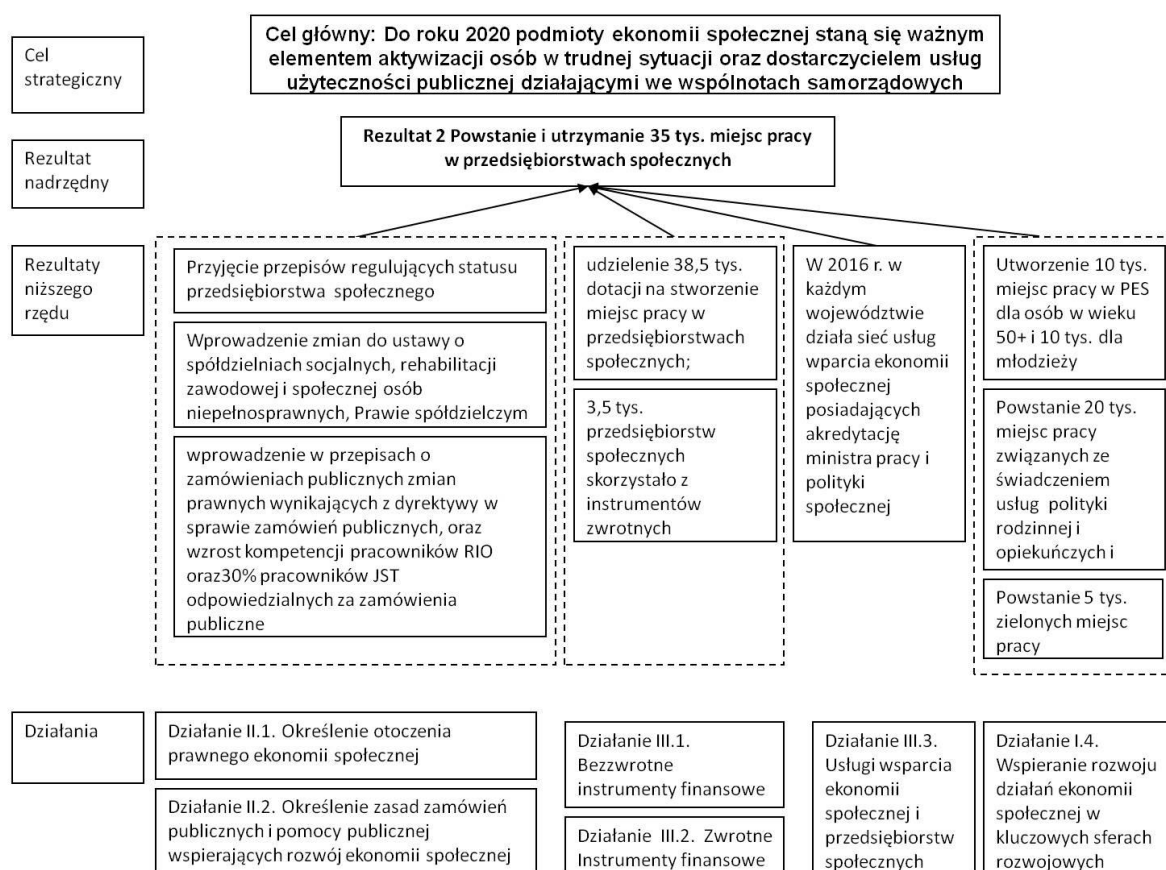 Cel
strategiczny
Cel główny: Do roku 2020 podmioty ekonomii społecznej staną się ważnym
elementem aktywizacji osób w trudnej sytuacji oraz dostarczycielem usług
użyteczności publicznej działającymi we wspólnotach samorządowych
Rezultat
nadrzędny
Rezultat 2 Powstanie i utrzymanie 35 tys. miejsc pracy
w przedsiębiorstwach społecznych
Rezultaty
niższego
rzędu
Przyjęcie przepisów regulujących statusu
przedsiębiorstwa społecznego
Wprowadzenie zmian do ustawy o
spółdzielniach socjalnych, rehabilitacji
zawodowej i społecznej osób
niepełnosprawnych, Prawie spółdzielczym
wprowadzenie w przepisach o
zamówieniach publicznych zmian
prawnych wynikających z dyrektywy w
sprawie zamówień publicznych, oraz
wzrost kompetencji pracowników RIO
oraz30% pracowników JST
odpowiedzialnych za zamówienia
publiczne
udzielenie 38,5 tys.
dotacji na stworzenie
miejsc pracy w
przedsiębiorstwach
społecznych;
3,5 tys.
przedsiębiorstw
społecznych
skorzystało z
instrumentów
zwrotnych
W 2016 r. w
każdym
województwie
działa sieć usług
wparcia ekonomii
społecznej
posiadających
akredytację
ministra pracy i
polityki
społecznej
Utworzenie 10 tys.
miejsc pracy w PES
dla osób w wieku
50+ i 10 tys. dla
młodzieży
Powstanie 20 tys.
miejsc pracy
związanych ze
świadczeniem
usług polityki
rodzinnej i
opiekuńczych i
Powstanie 5 tys.
zielonych miejsc
pracy
Działania
Działanie II.1. Określenie otoczenia
prawnego ekonomii społecznej
Działanie II.2. Określenie zasad zamówień
publicznych i pomocy publicznej
wspierających rozwój ekonomii społecznej
Działanie III.1.
Bezzwrotne
instrumenty finansowe
Działanie III.2. Zwrotne
Instrumenty finansowe
Działanie III.3.
Usługi wsparcia
ekonomii
społecznej i
przedsiębiorstw
społecznych
Działanie I.4.
Wspieranie rozwoju
działań ekonomii
społecznej w
kluczowych sferach
rozwojowych